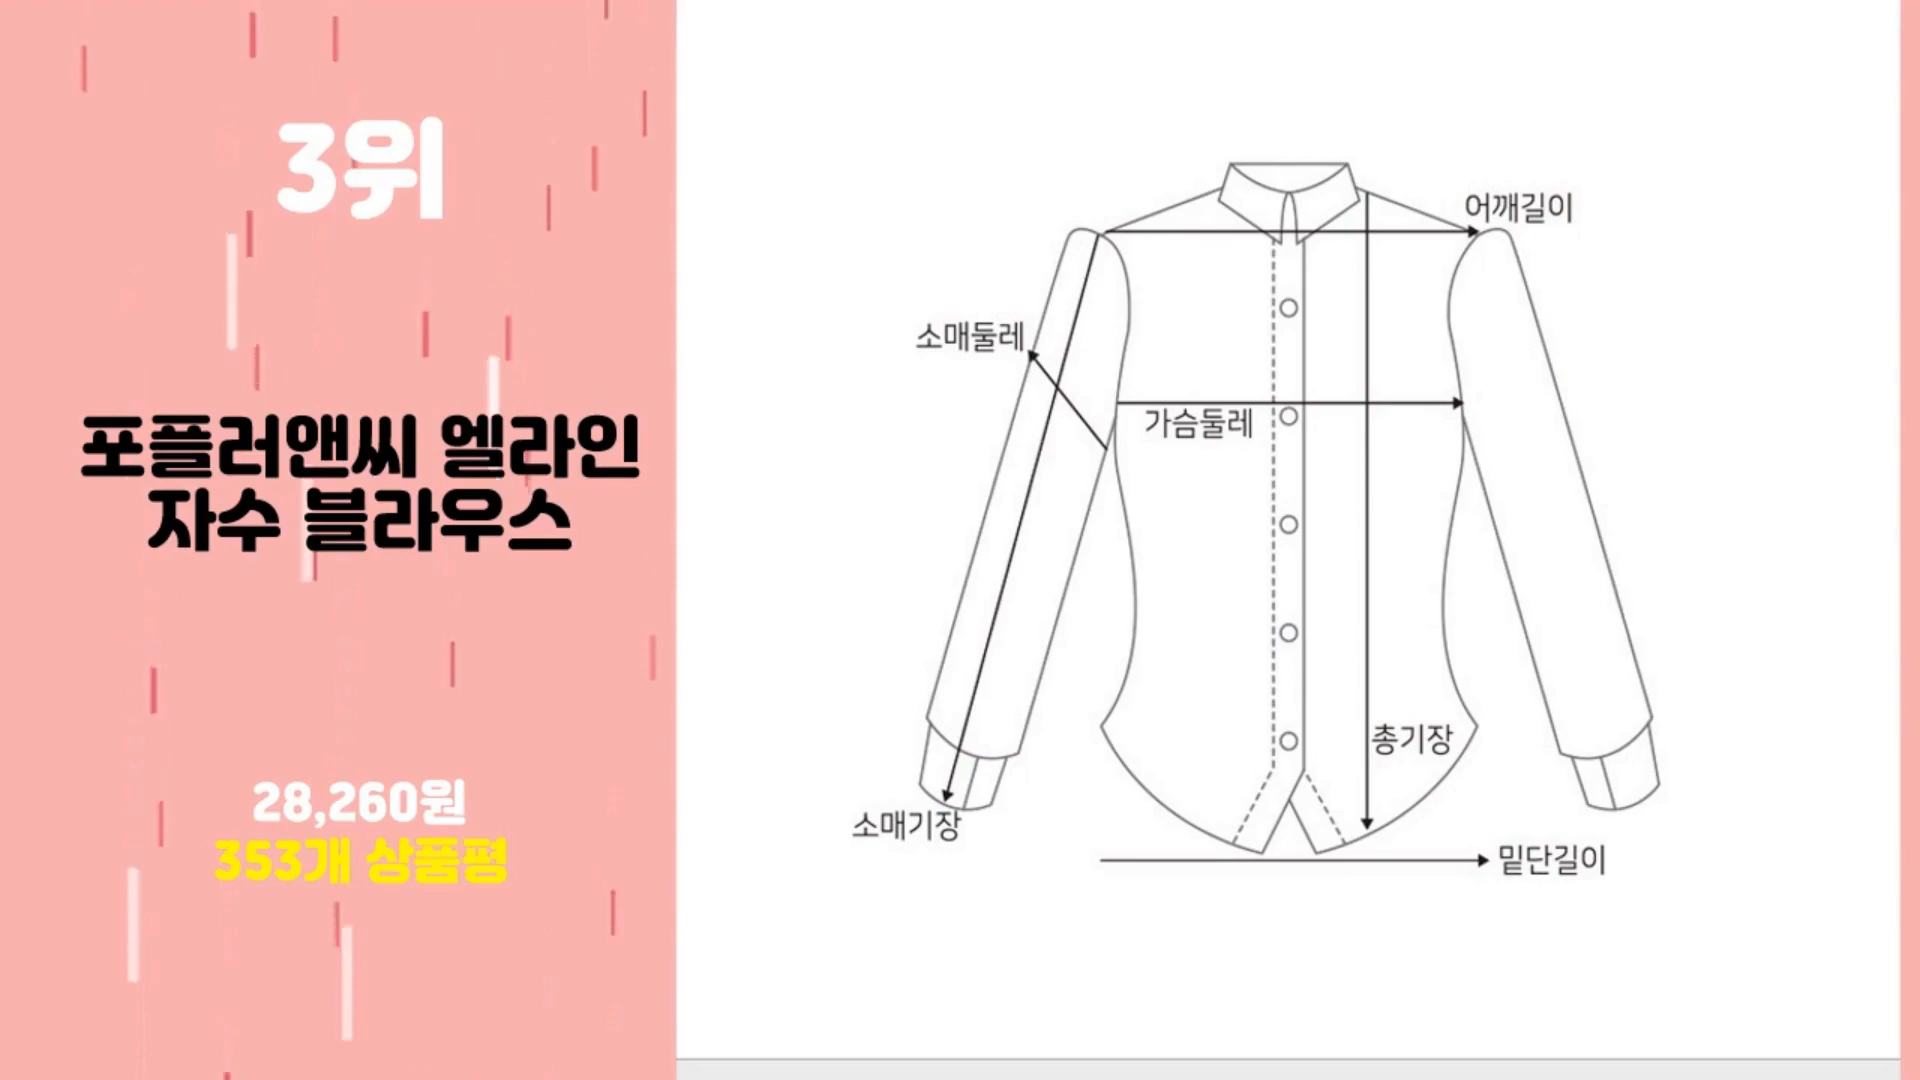 3위
포플러앤씨 엘라인
자수 블라우스
28,260원
353개 상품평
어깨길이
소매둘레
가슴둘레
총기장
소매기장
밑단길이